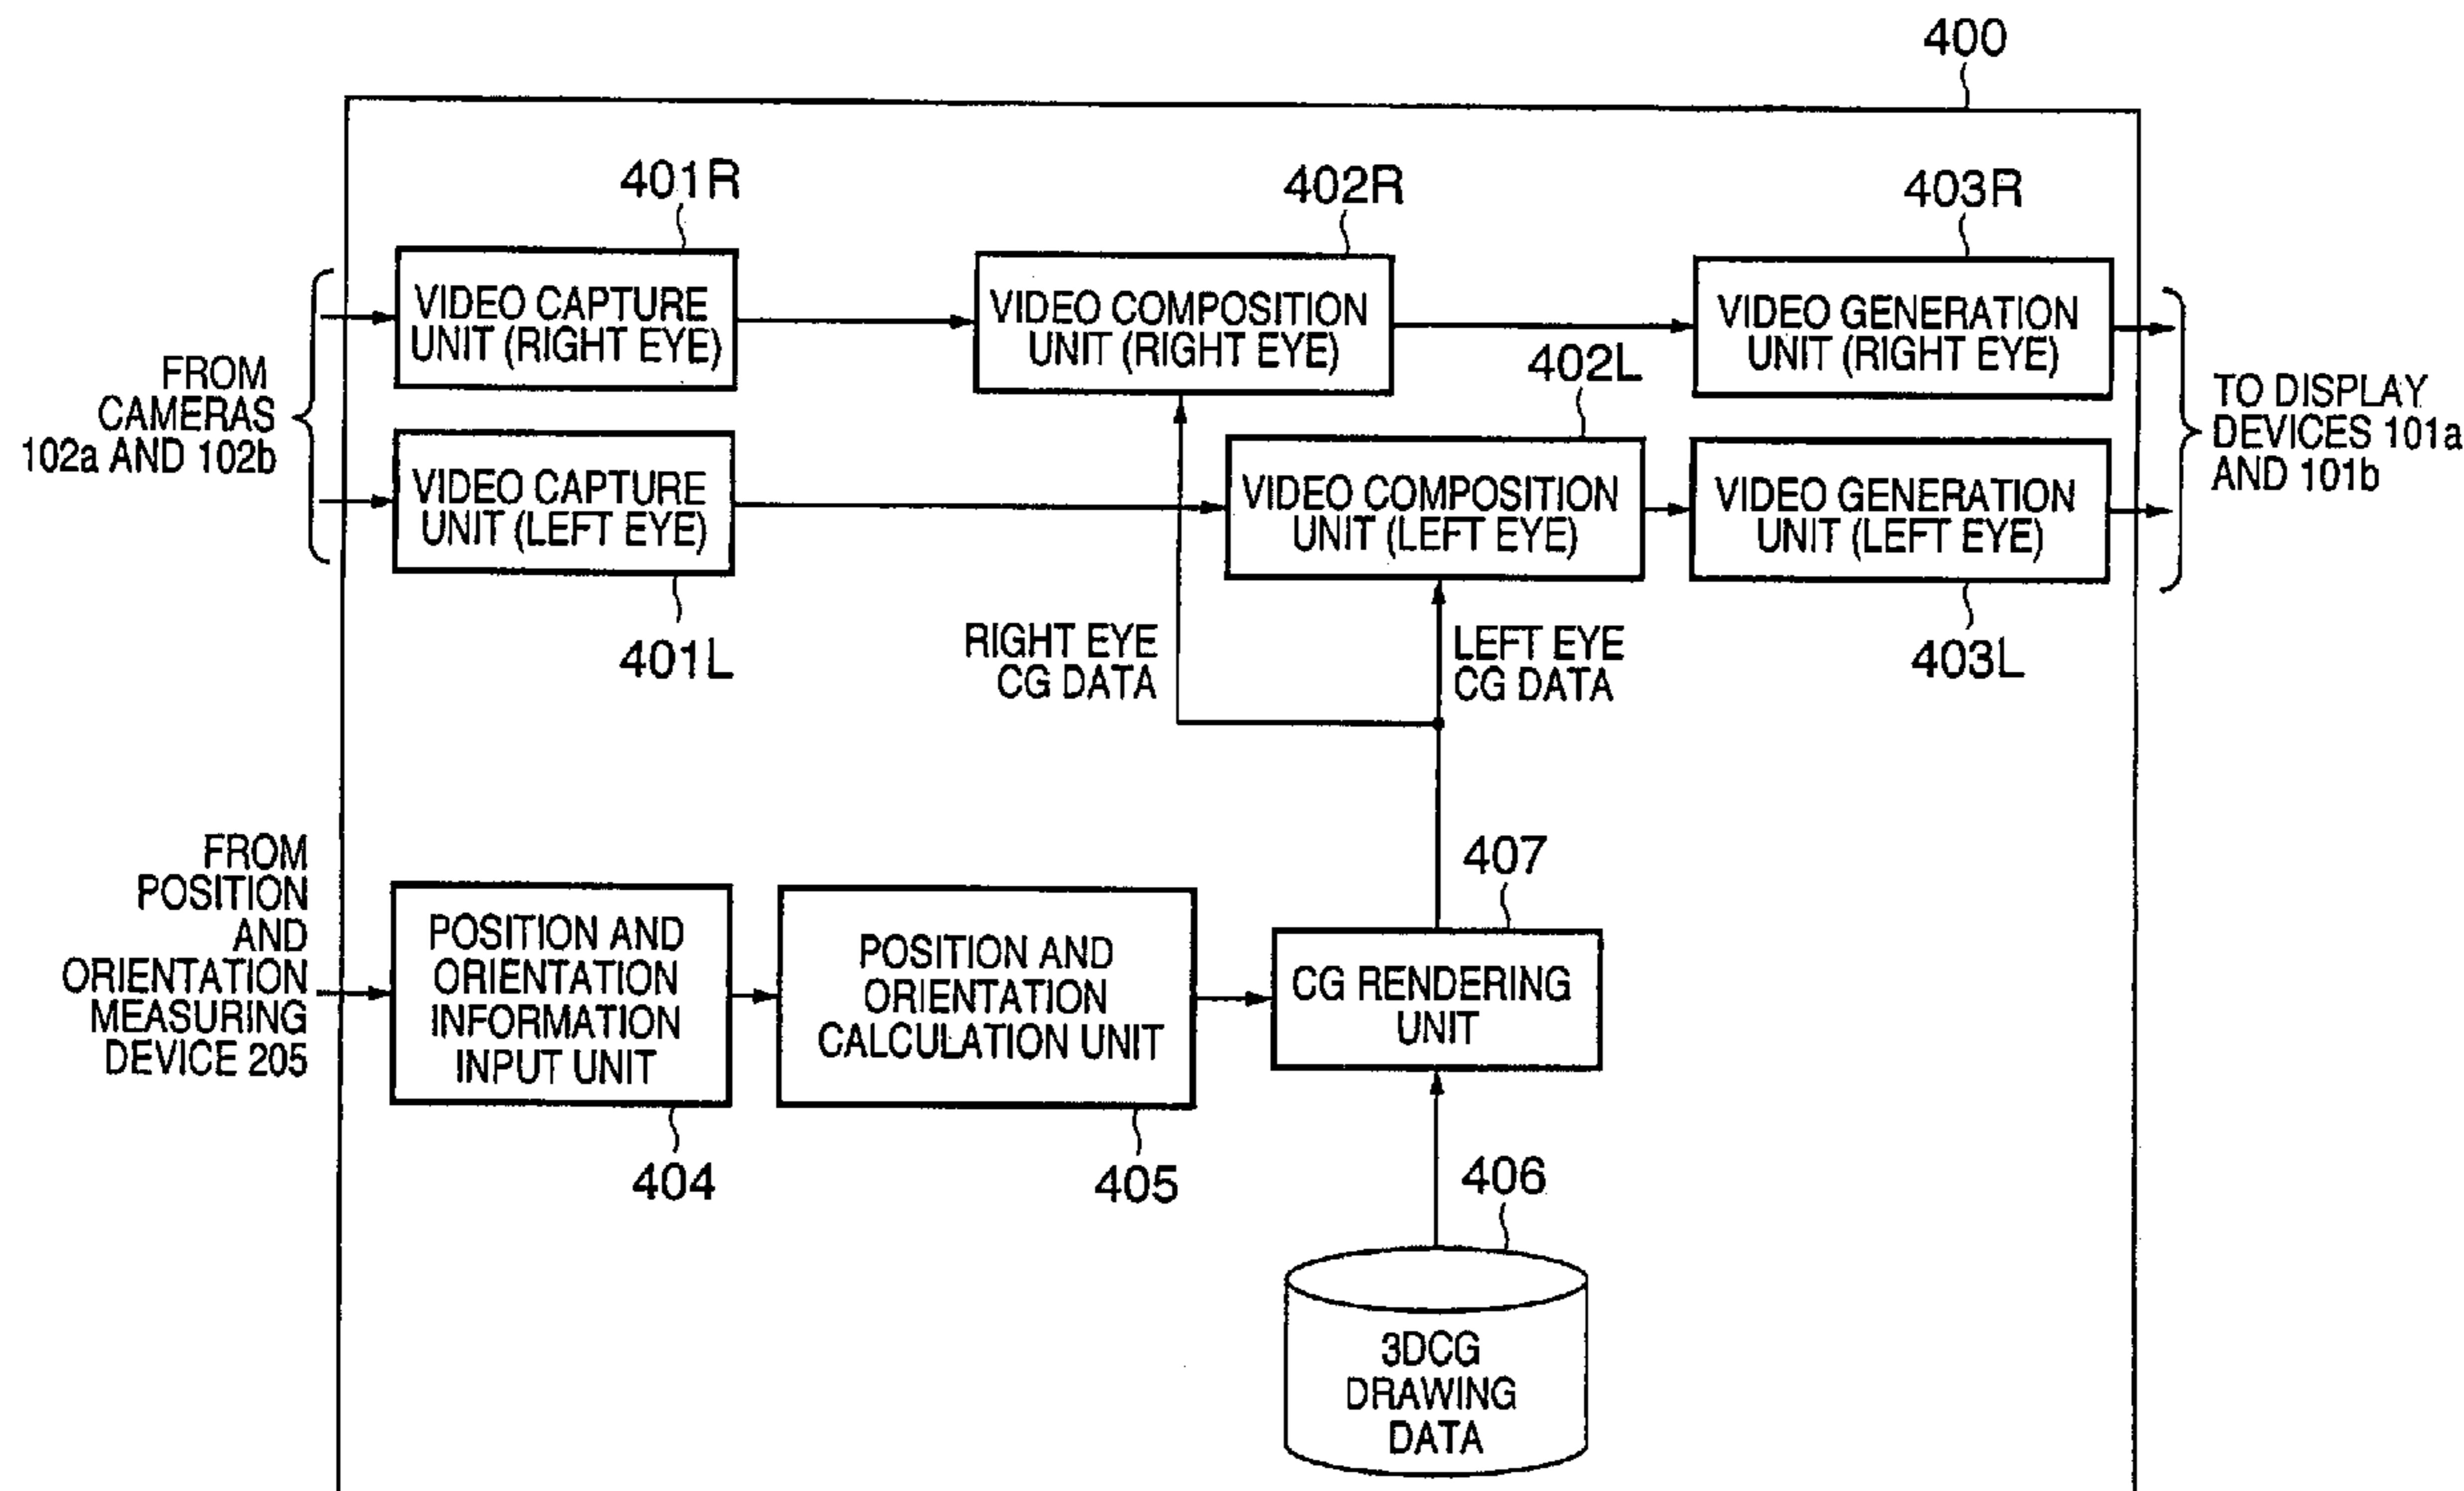 400
401R
402R
403R
VIDEO CAPTURE
UNIT (RIGHT EYE)
VIDEO COMPOSITION
UNIT (RIGHT EYE)
VIDEO GENERATION
UNIT (RIGHT EYE)
FROM
CAMERAS
102a AND 102b
402L
TO DISPLAY
DEVICES 101a
AND 101b
VIDEO CAPTURE
UNIT (LEFT EYE)
VIDEO COMPOSITION
UNIT (LEFT EYE)
VIDEO GENERATION
UNIT (LEFT EYE)
401L
RIGHT EYE
CG DATA
LEFT EYE
CG DATA
403L
FROM
POSITION
AND
ORIENTATION
MEASURING
DEVICE 205
POSITION AND
ORIENTATION
INFORMATION
INPUT UNIT
POSITION AND
ORIENTATION
CALCULATION UNIT
407
CG RENDERING
UNIT
404
405
406
3DCG
DRAWING
DATA